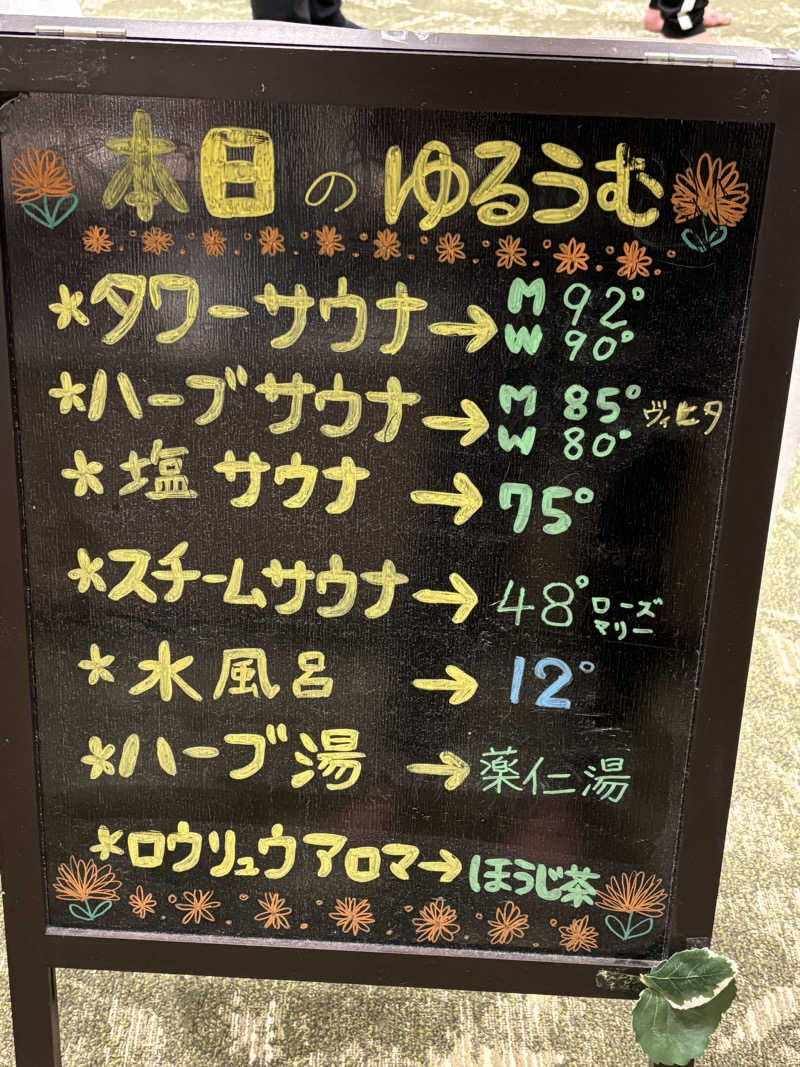 本日のゆるうむ
*タワーサウナ→ M 92°
W 90°
*ハーブサウナ→ M 85° ヴィヒタ
W 80°
*塩サウナ→ 75°
*スチームサウナ→ 48° ローズ
マリー
*水風呂→ 12°
*ハーブ湯→ 薬仁湯
*ロウリュウアロマ→ほうじ茶